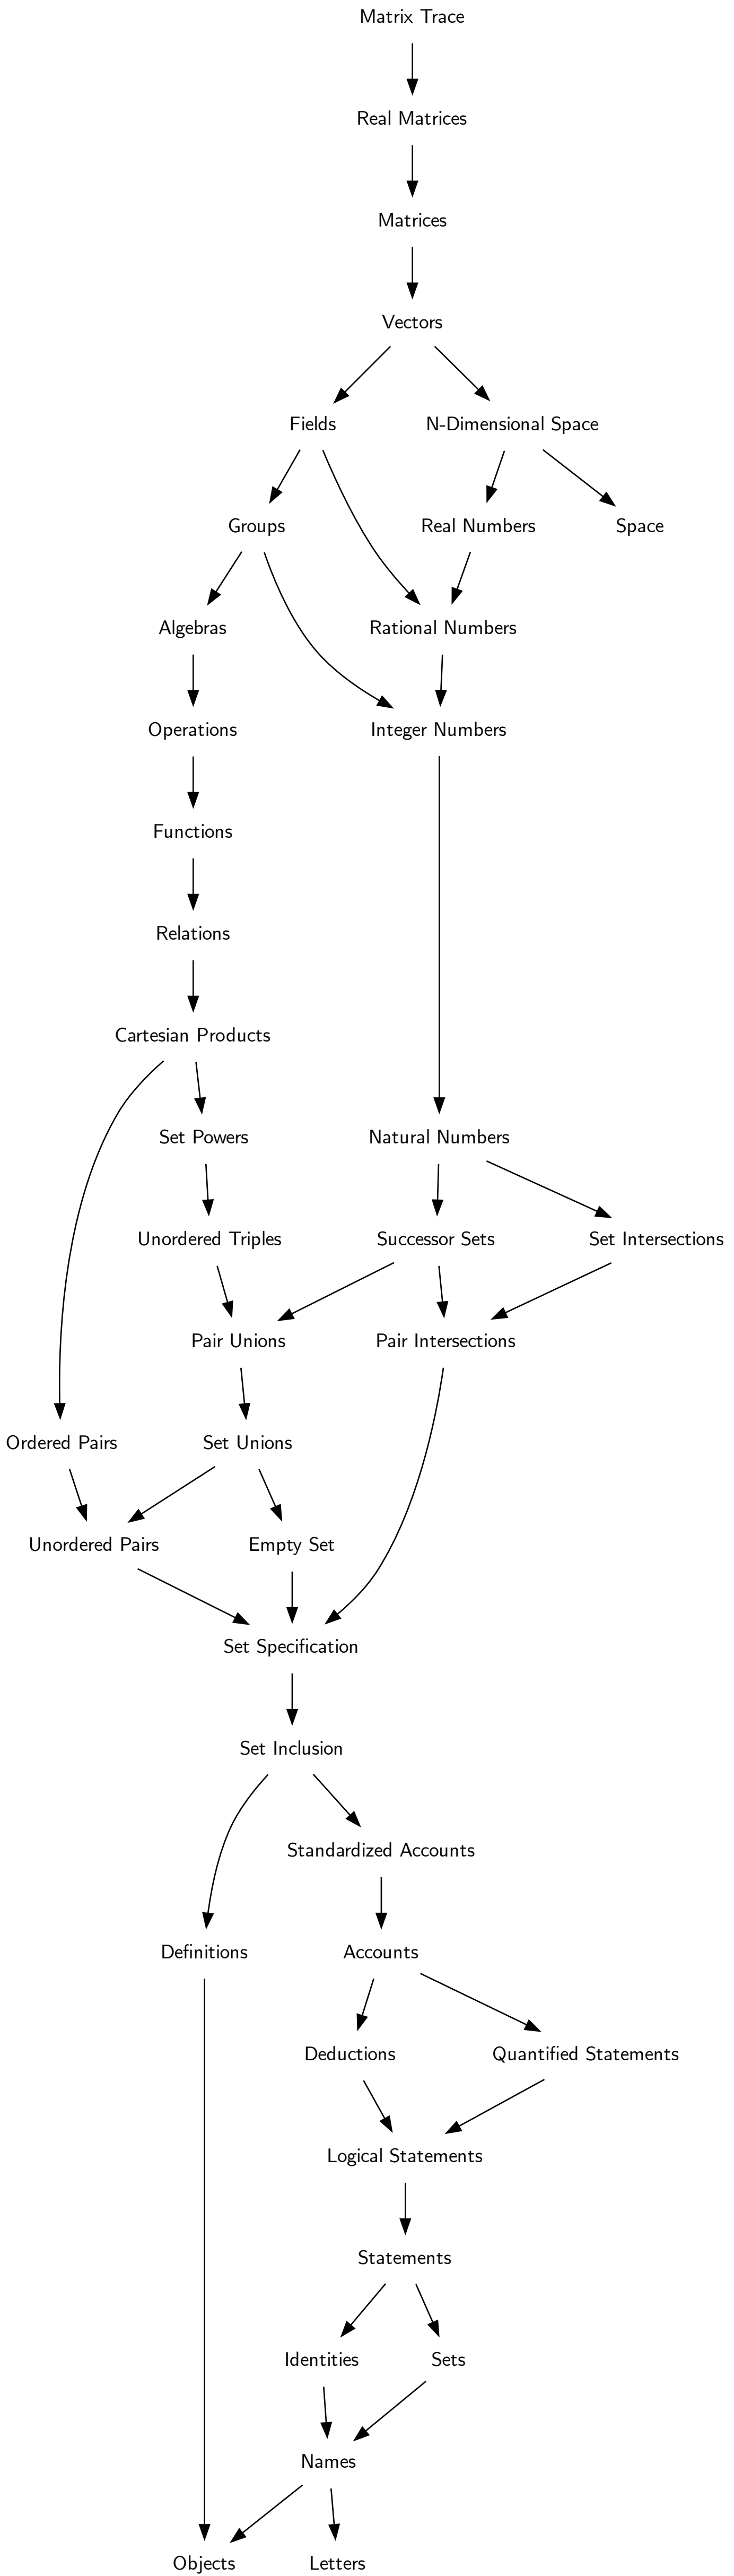 Matrix Trace
Real Matrices
Matrices
Vectors
Fields
N-Dimensional Space
Groups
Real Numbers
Space
Algebras
Rational Numbers
Operations
Integer Numbers
Functions
Relations
Cartesian Products
Set Powers
Natural Numbers
Unordered Triples
Successor Sets
Set Intersections
Pair Unions
Pair Intersections
Ordered Pairs
Set Unions
Unordered Pairs
Empty Set
Set Specification
Set Inclusion
Standardized Accounts
Definitions
Accounts
Deductions
Quantified Statements
Logical Statements
Statements
Identities
Sets
Names
Objects
Letters